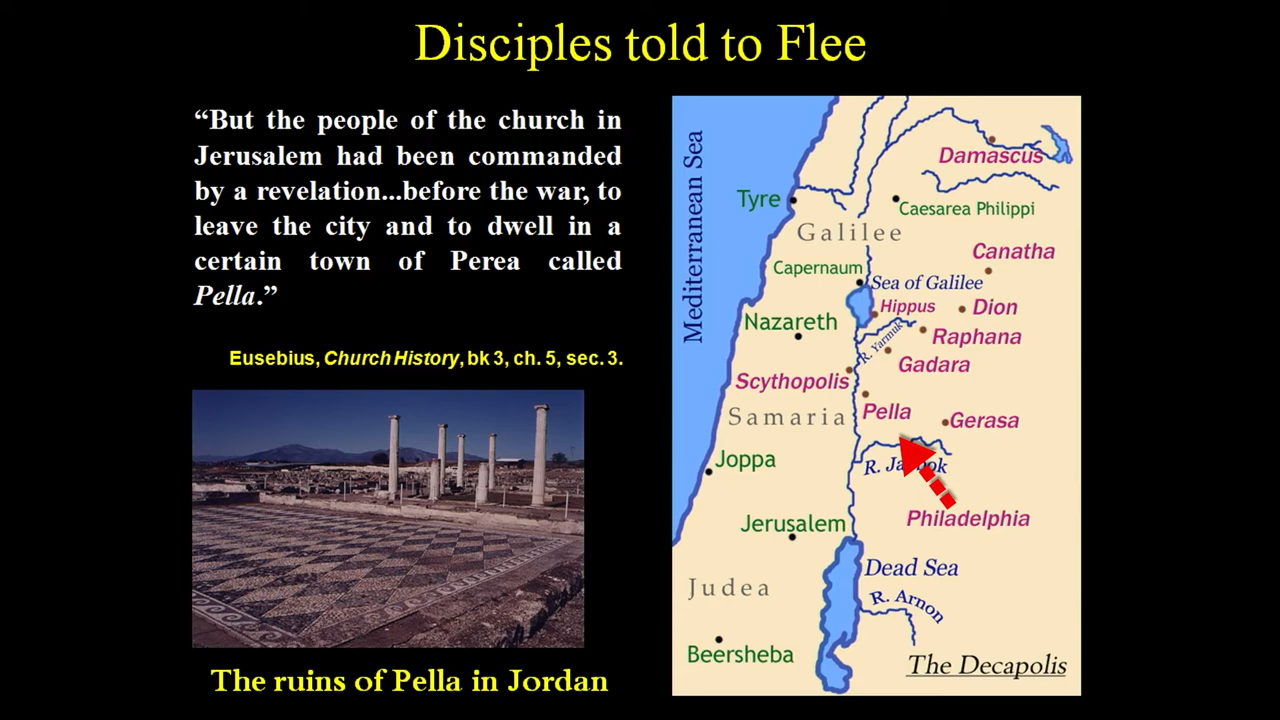 Disciples told to Flee
“But the people of the church in
Jerusalem had been commanded
by a revelation...before the war, to
leave the city and to dwell in a
certain town of Perea called
Pella.”
Eusebius, Church History, bk 3, ch. 5, sec. 3.
The ruins of Pella in Jordan
Mediterranean Sea
Damascus
Tyre
Caesarea Philippi
Galilee
Canatha
Capernaum
Sea of Galilee
Hippus
Dion
Nazareth
R. Yarmuk
Raphana
Gadara
Scythopolis
Pella
Samaria
Gerasa
Joppa
R. Jabbok
Philadelphia
Jerusalem
Dead Sea
Judea
R. Arnon
Beersheba
The Decapolis